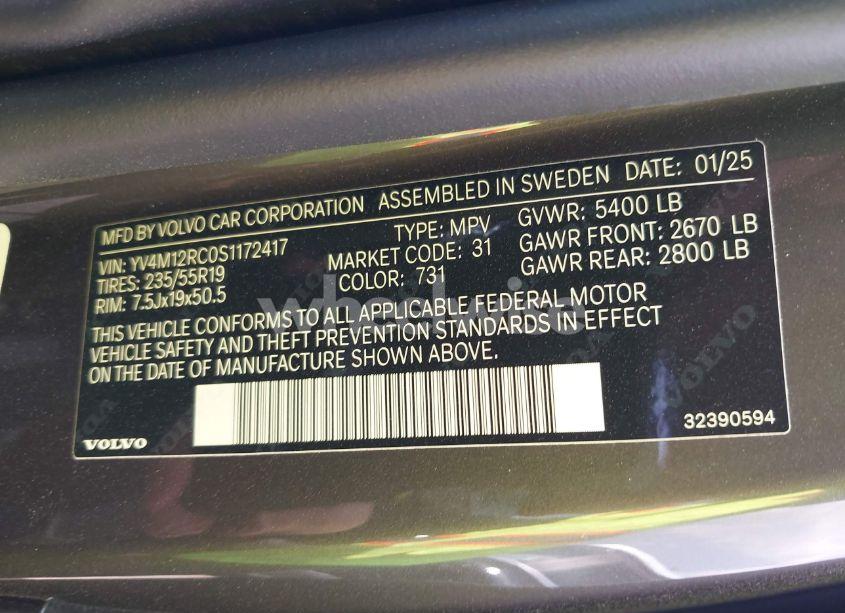 MFD BY VOLVO CAR CORPORATION ASSEMBLED IN SWEDEN DATE: 01/25
VIN: YV4M12RC0S1172417 TYPE: MPV GVWR: 5400 LB
TIRES: 235/55R19 MARKET CODE: 31 GAWR FRONT: 2670 LB
RIM: 7.5Jx19x50.5 COLOR: 731 GAWR REAR: 2800 LB
THIS VEHICLE CONFORMS TO ALL APPLICABLE FEDERAL MOTOR
VEHICLE SAFETY AND THEFT PREVENTION STANDARDS IN EFFECT
ON THE DATE OF MANUFACTURE SHOWN ABOVE.
VOLVO 32390594
VOLVO
VOLVO